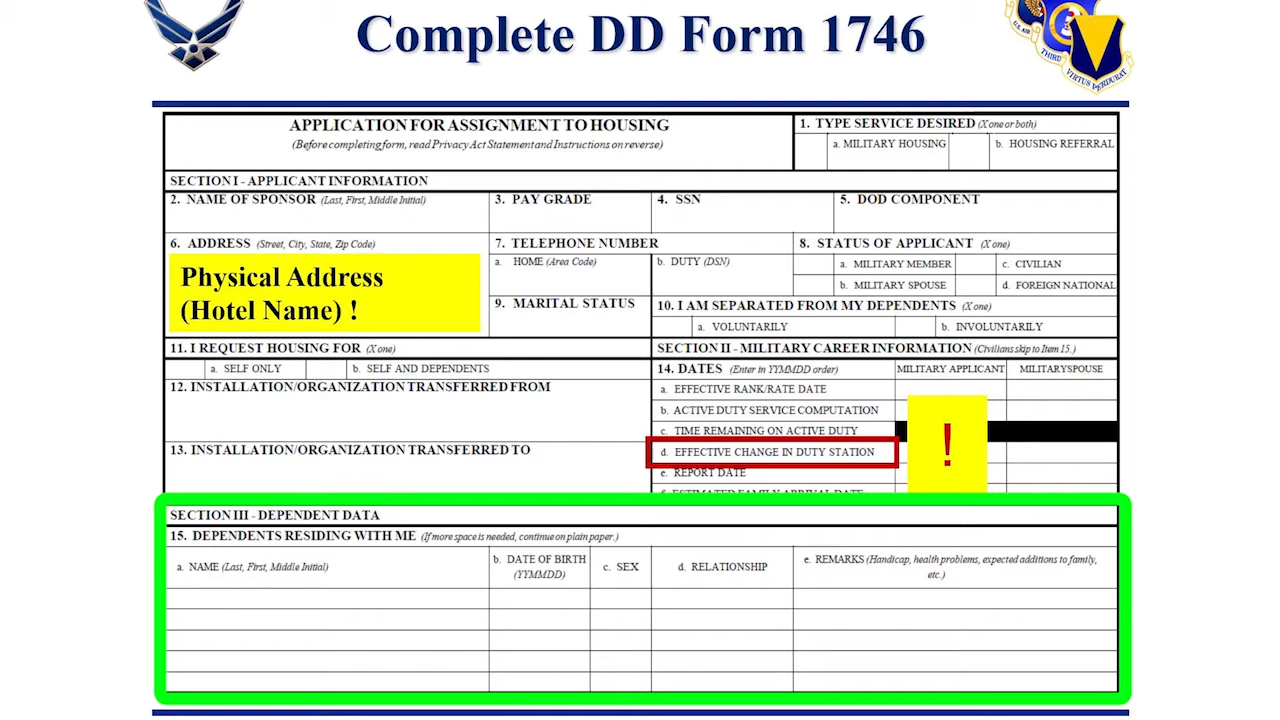 Complete DD Form 1746
U.S. AIR
THIRD
VIRTUS PERDURAT
APPLICATION FOR ASSIGNMENT TO HOUSING
(Before completing form, read Privacy Act Statement and Instructions on reverse)
1. TYPE SERVICE DESIRED (X one or both)
a. MILITARY HOUSING
b. HOUSING REFERRAL
SECTION I - APPLICANT INFORMATION
2. NAME OF SPONSOR (Last, First, Middle Initial)
3. PAY GRADE
4. SSN
5. DOD COMPONENT
6. ADDRESS (Street, City, State, Zip Code)
Physical Address
(Hotel Name) !
7. TELEPHONE NUMBER
a. HOME (Area Code)
b. DUTY (DSN)
8. STATUS OF APPLICANT (X one)
a. MILITARY MEMBER
c. CIVILIAN
b. MILITARY SPOUSE
d. FOREIGN NATIONAL
9. MARITAL STATUS
10. I AM SEPARATED FROM MY DEPENDENTS (X one)
a. VOLUNTARILY
b. INVOLUNTARILY
11. I REQUEST HOUSING FOR (X one)
a. SELF ONLY
b. SELF AND DEPENDENTS
SECTION II - MILITARY CAREER INFORMATION (Civilians skip to Item 15.)
12. INSTALLATION/ORGANIZATION TRANSFERRED FROM
13. INSTALLATION/ORGANIZATION TRANSFERRED TO
14. DATES (Enter in YYMMDD order)
MILITARY APPLICANT
MILITARY SPOUSE
a. EFFECTIVE RANK/RATE DATE
b. ACTIVE DUTY SERVICE COMPUTATION
c. TIME REMAINING ON ACTIVE DUTY
d. EFFECTIVE CHANGE IN DUTY STATION
!
e. REPORT DATE
f. ESTIMATED FAMILY ARRIVAL DATE
SECTION III - DEPENDENT DATA
15. DEPENDENTS RESIDING WITH ME (If more space is needed, continue on plain paper.)
a. NAME (Last, First, Middle Initial)
b. DATE OF BIRTH
(YYMMDD)
c. SEX
d. RELATIONSHIP
e. REMARKS (Handicap, health problems, expected additions to family,
etc.)